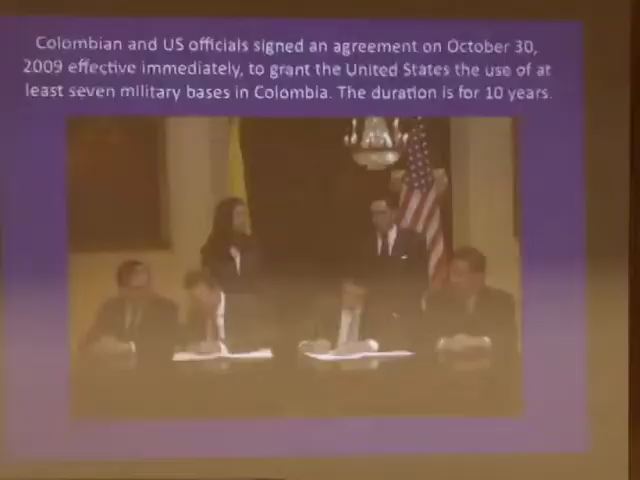 Colombian and US officials signed an agreement on October 30,
2009 effective immediately, to grant the United States the use of at
least seven military bases in Colombia. The duration is for 10 years.